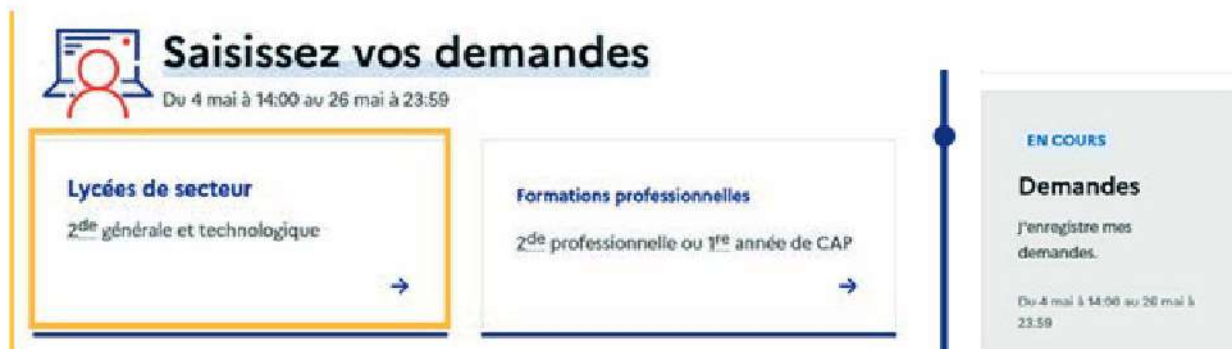 Saisissez vos demandes
Du 4 mai à 14:00 au 26 mai à 23:59
Lycées de secteur
2de générale et technologique
→
Formations professionnelles
2de professionnelle ou 1re année de CAP
→
EN COURS
Demandes
J'enregistre mes
demandes.
Du 4 mai à 14:00 au 26 mai à
23:59